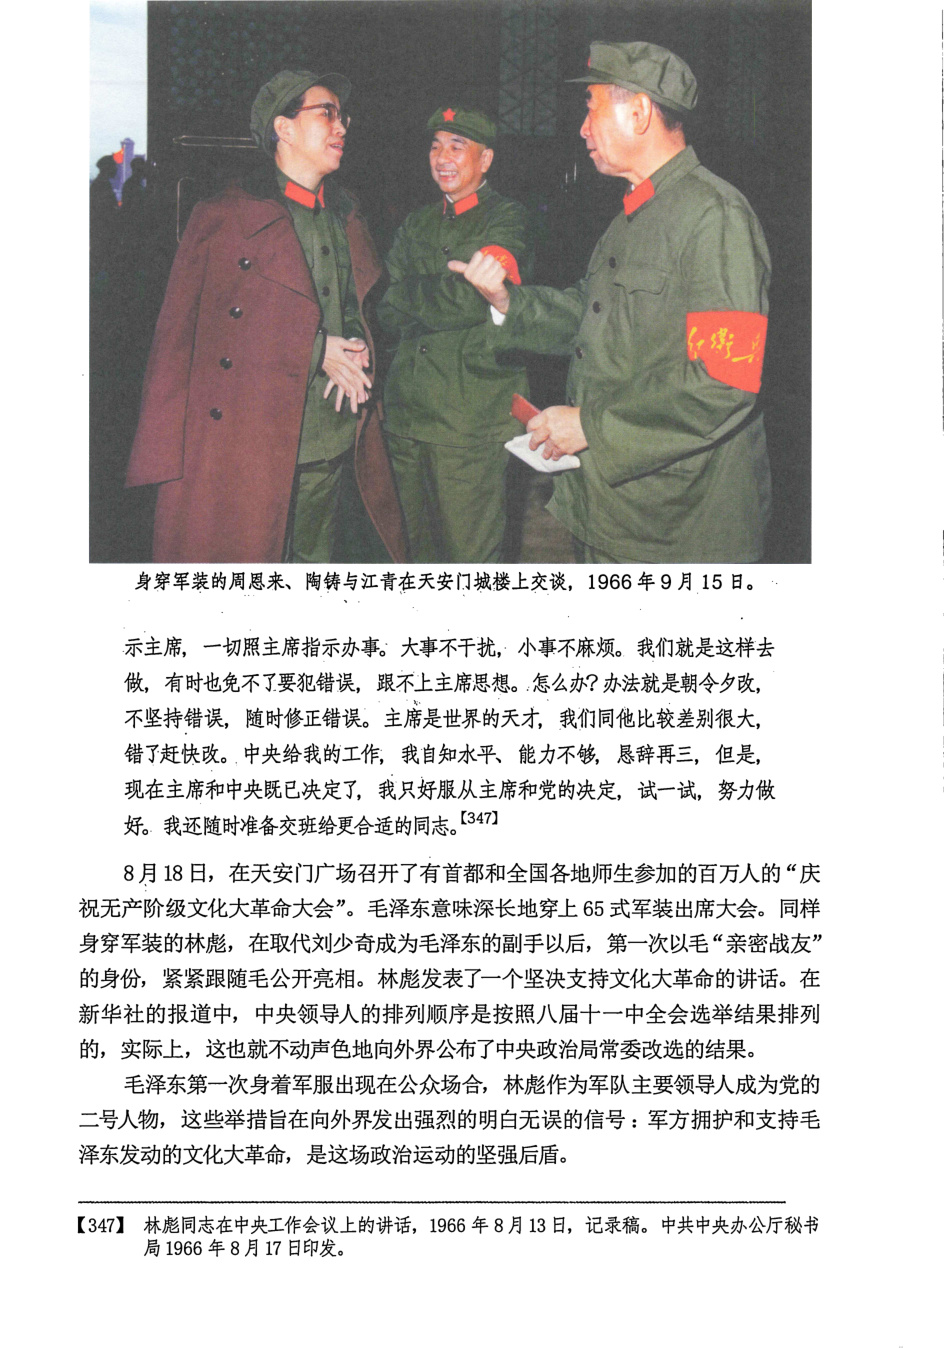 红卫兵
身穿军装的周恩来、陶铸与江青在天安门城楼上交谈，1966 年 9 月 15 日。
示主席，一切照主席指示办事。大事不干扰，小事不麻烦。我们就是这样去
做，有时也免不了要犯错误，跟不上主席思想。怎么办？办法就是朝令夕改，
不坚持错误，随时修正错误。主席是世界的天才，我们同他比较差别很大，
错了赶快改。中央给我的工作，我自知水平、能力不够，恳辞再三，但是，
现在主席和中央既已决定了，我只好服从主席和党的决定，试一试，努力做
好。我还随时准备交班给更合适的同志。【347】
8月18日，在天安门广场召开了有首都和全国各地师生参加的百万人的“庆
祝无产阶级文化大革命大会”。毛泽东意味深长地穿上 65 式军装出席大会。同样
身穿军装的林彪，在取代刘少奇成为毛泽东的副手以后，第一次以毛“亲密战友”
的身份，紧紧跟随毛公开亮相。林彪发表了一个坚决支持文化大革命的讲话。在
新华社的报道中，中央领导人的排列顺序是按照八届十一中全会选举结果排列
的，实际上，这也就不动声色地向外界公布了中央政治局常委改选的结果。
毛泽东第一次身着军服出现在公众场合，林彪作为军队主要领导人成为党的
二号人物，这些举措旨在向外界发出强烈的明白无误的信号：军方拥护和支持毛
泽东发动的文化大革命，是这场政治运动的坚强后盾。
【347】 林彪同志在中央工作会议上的讲话，1966 年 8 月 13 日，记录稿。中共中央办公厅秘书
局 1966 年 8 月 17 日印发。